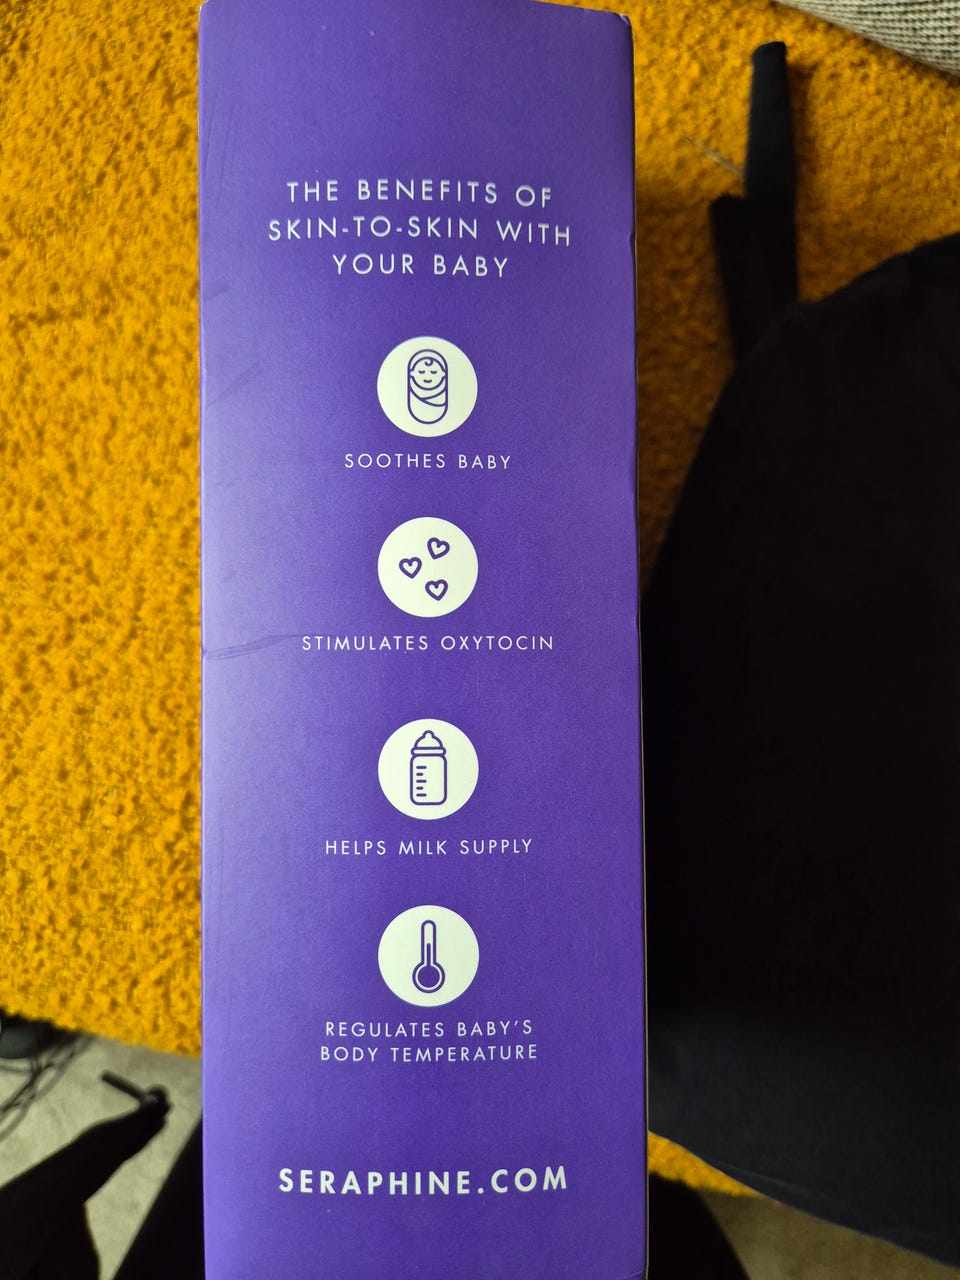 THE BENEFITS OF
SKIN-TO-SKIN WITH
YOUR BABY
SOOTHES BABY
STIMULATES OXYTOCIN
HELPS MILK SUPPLY
REGULATES BABY'S
BODY TEMPERATURE
SERAPHINE.COM